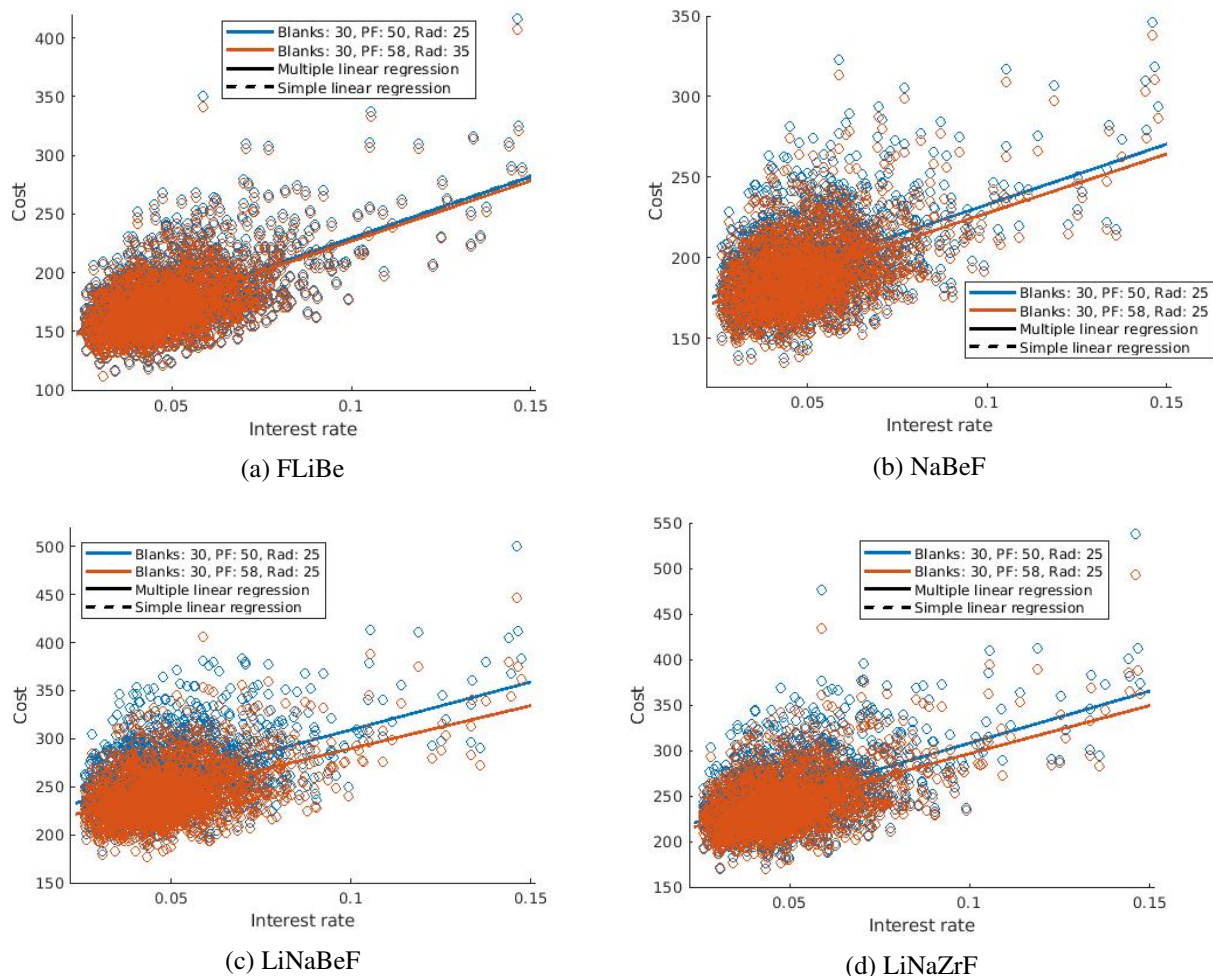 400
350
300
250
200
150
100
Cost
Blanks: 30, PF: 50, Rad: 25
Blanks: 30, PF: 58, Rad: 35
Multiple linear regression
Simple linear regression
0.05 0.1 0.15
Interest rate
(a) FLiBe
350
300
250
200
150
Cost
Blanks: 30, PF: 50, Rad: 25
Blanks: 30, PF: 58, Rad: 25
Multiple linear regression
Simple linear regression
0.05 0.1 0.15
Interest rate
(b) NaBeF
500
450
400
350
300
250
200
150
Cost
Blanks: 30, PF: 50, Rad: 25
Blanks: 30, PF: 58, Rad: 25
Multiple linear regression
Simple linear regression
0.05 0.1 0.15
Interest rate
(c) LiNaBeF
550
500
450
400
350
300
250
200
150
Cost
Blanks: 30, PF: 50, Rad: 25
Blanks: 30, PF: 58, Rad: 25
Multiple linear regression
Simple linear regression
0.05 0.1 0.15
Interest rate
(d) LiNaZrF